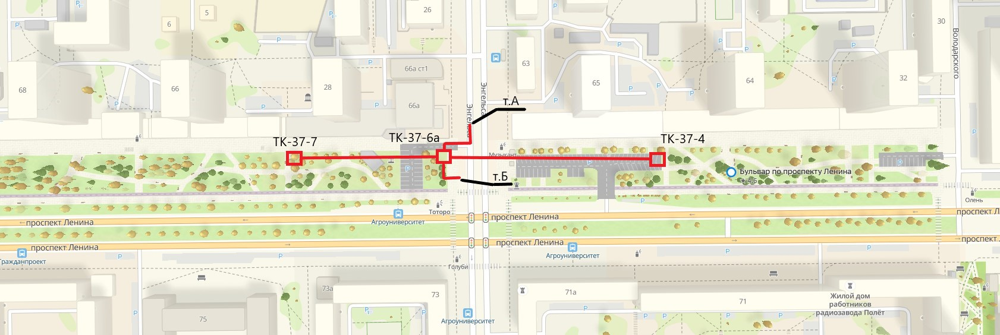 26
5
6
30
Володарского
63
66а ст1
65
64
32
68
66
28
66а
Энгельса
Энгельса
т.А
ТК-37-7
ТК-37-6а
ТК-37-4
Музыкант
т.Б
Бульвар по проспекту Ленина
4.6
Олень
Тоторо
Агроуниверситет
проспект Ленина
проспект Ленина
проспект Л
проспект Ленина
проспект Ленина
проспект
Гражданпроект
Агроуниверситет
Голуби
73а
73
71а
71
75
Агроуниверситет
Жилой дом
работников
радиозавода Полёт
P